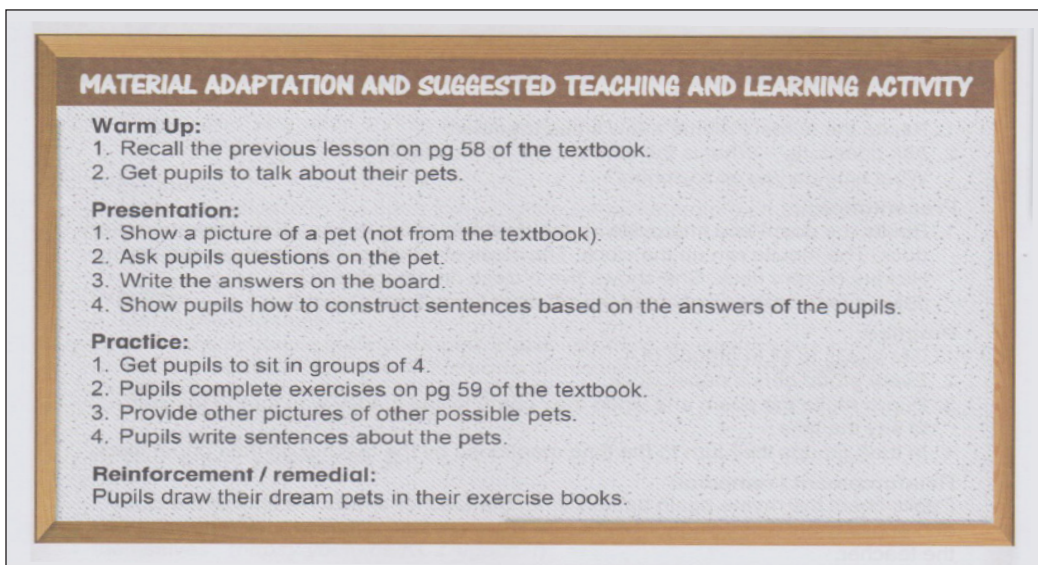 MATERIAL ADAPTATION AND SUGGESTED TEACHING AND LEARNING ACTIVITY
Warm Up:
1. Recall the previous lesson on pg 58 of the textbook.
2. Get pupils to talk about their pets.
Presentation:
1. Show a picture of a pet (not from the textbook).
2. Ask pupils questions on the pet.
3. Write the answers on the board.
4. Show pupils how to construct sentences based on the answers of the pupils.
Practice:
1. Get pupils to sit in groups of 4.
2. Pupils complete exercises on pg 59 of the textbook.
3. Provide other pictures of other possible pets.
4. Pupils write sentences about the pets.
Reinforcement / remedial:
Pupils draw their dream pets in their exercise books.